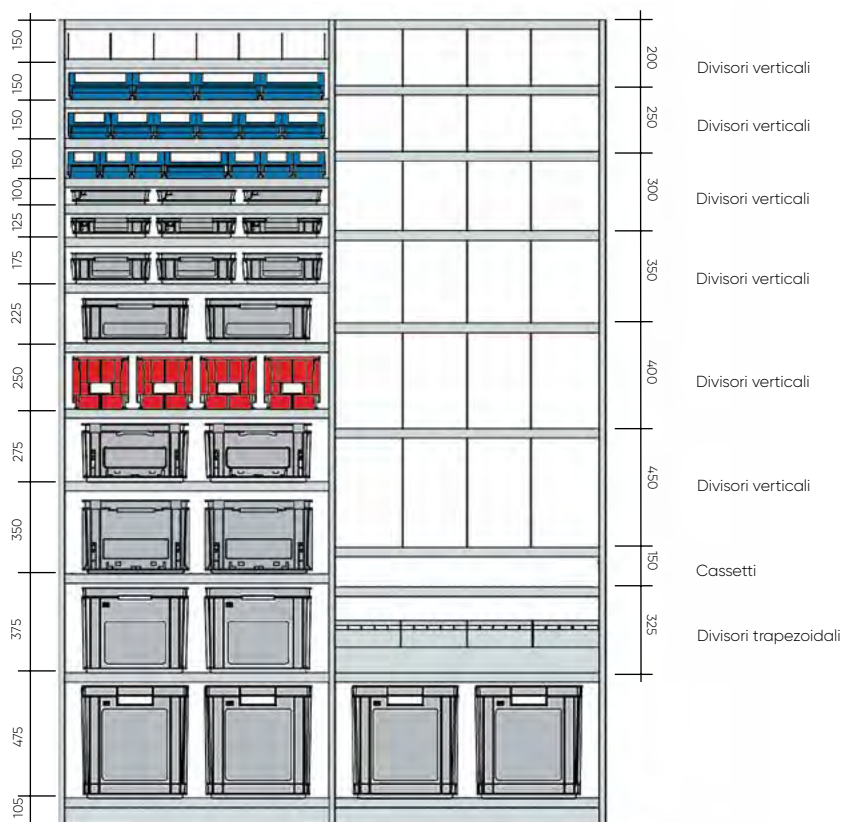 150
150
150
150
100
125
175
225
250
275
350
375
475
105
200
Divisori verticali
250
Divisori verticali
300
Divisori verticali
350
Divisori verticali
400
Divisori verticali
450
Divisori verticali
150
Cassetti
325
Divisori trapezoidali